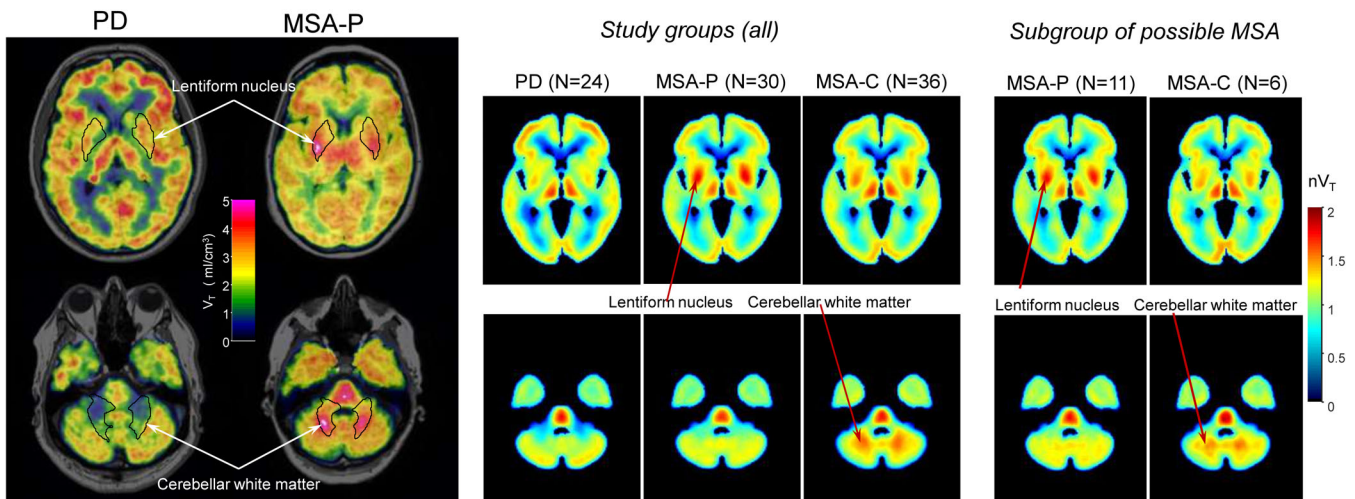 PD
MSA-P
Lentiform nucleus
5
4
3
2
1
0
V_T ( ml/cm³)
Cerebellar white matter
Study groups (all)
PD (N=24)
MSA-P (N=30)
MSA-C (N=36)
Lentiform nucleus
Cerebellar white matter
Subgroup of possible MSA
MSA-P (N=11)
MSA-C (N=6)
Lentiform nucleus
Cerebellar white matter
nV_T
2
1.5
1
0.5
0